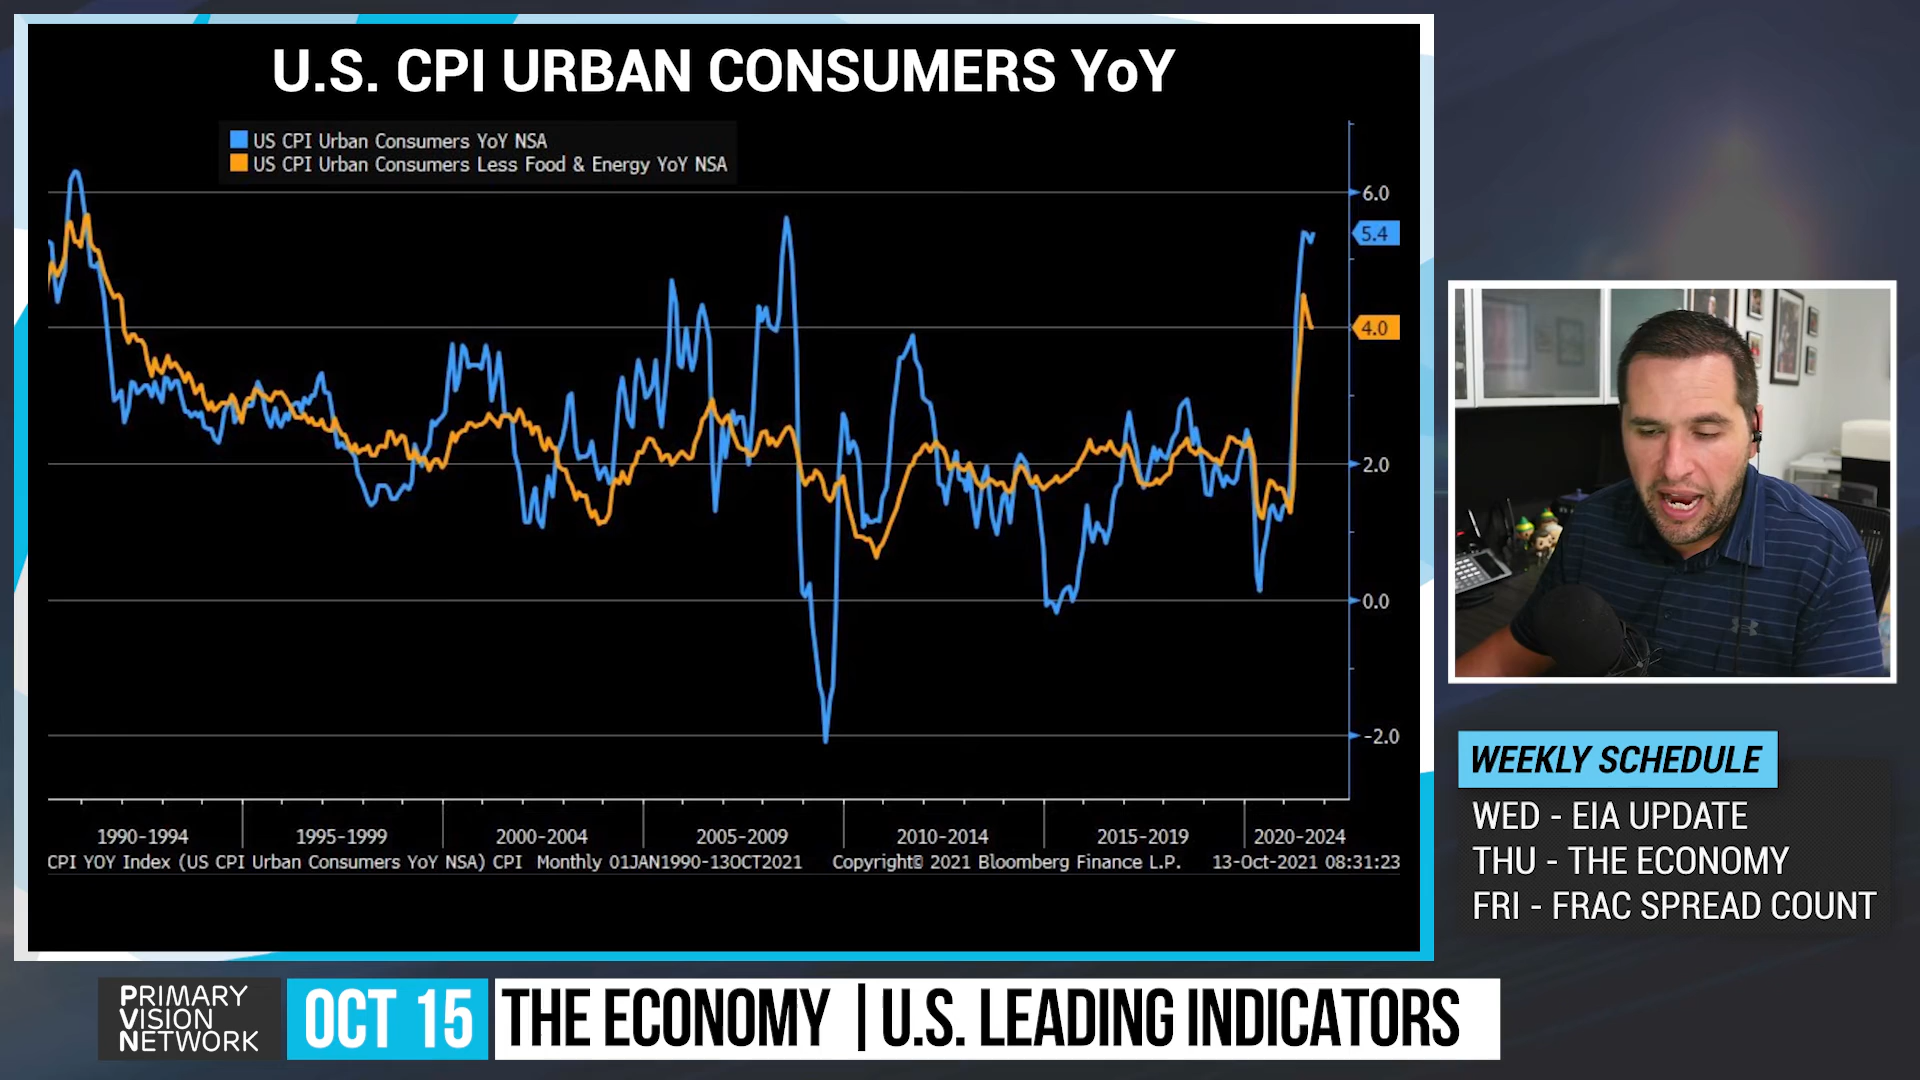 U.S. CPI URBAN CONSUMERS YoY
US CPI Urban Consumers YoY NSA
US CPI Urban Consumers Less Food & Energy YoY NSA
6.0
5.4
4.0
2.0
0.0
-2.0
1990-1994 1995-1999 2000-2004 2005-2009 2010-2014 2015-2019 2020-2024
CPI YOY Index (US CPI Urban Consumers YoY NSA) CPI Monthly 01JAN1990-13OCT2021 Copyright© 2021 Bloomberg Finance L.P. 13-Oct-2021 08:31:23
WEEKLY SCHEDULE
WED - EIA UPDATE
THU - THE ECONOMY
FRI - FRAC SPREAD COUNT
PRIMARY
VISION
NETWORK
OCT 15
THE ECONOMY | U.S. LEADING INDICATORS